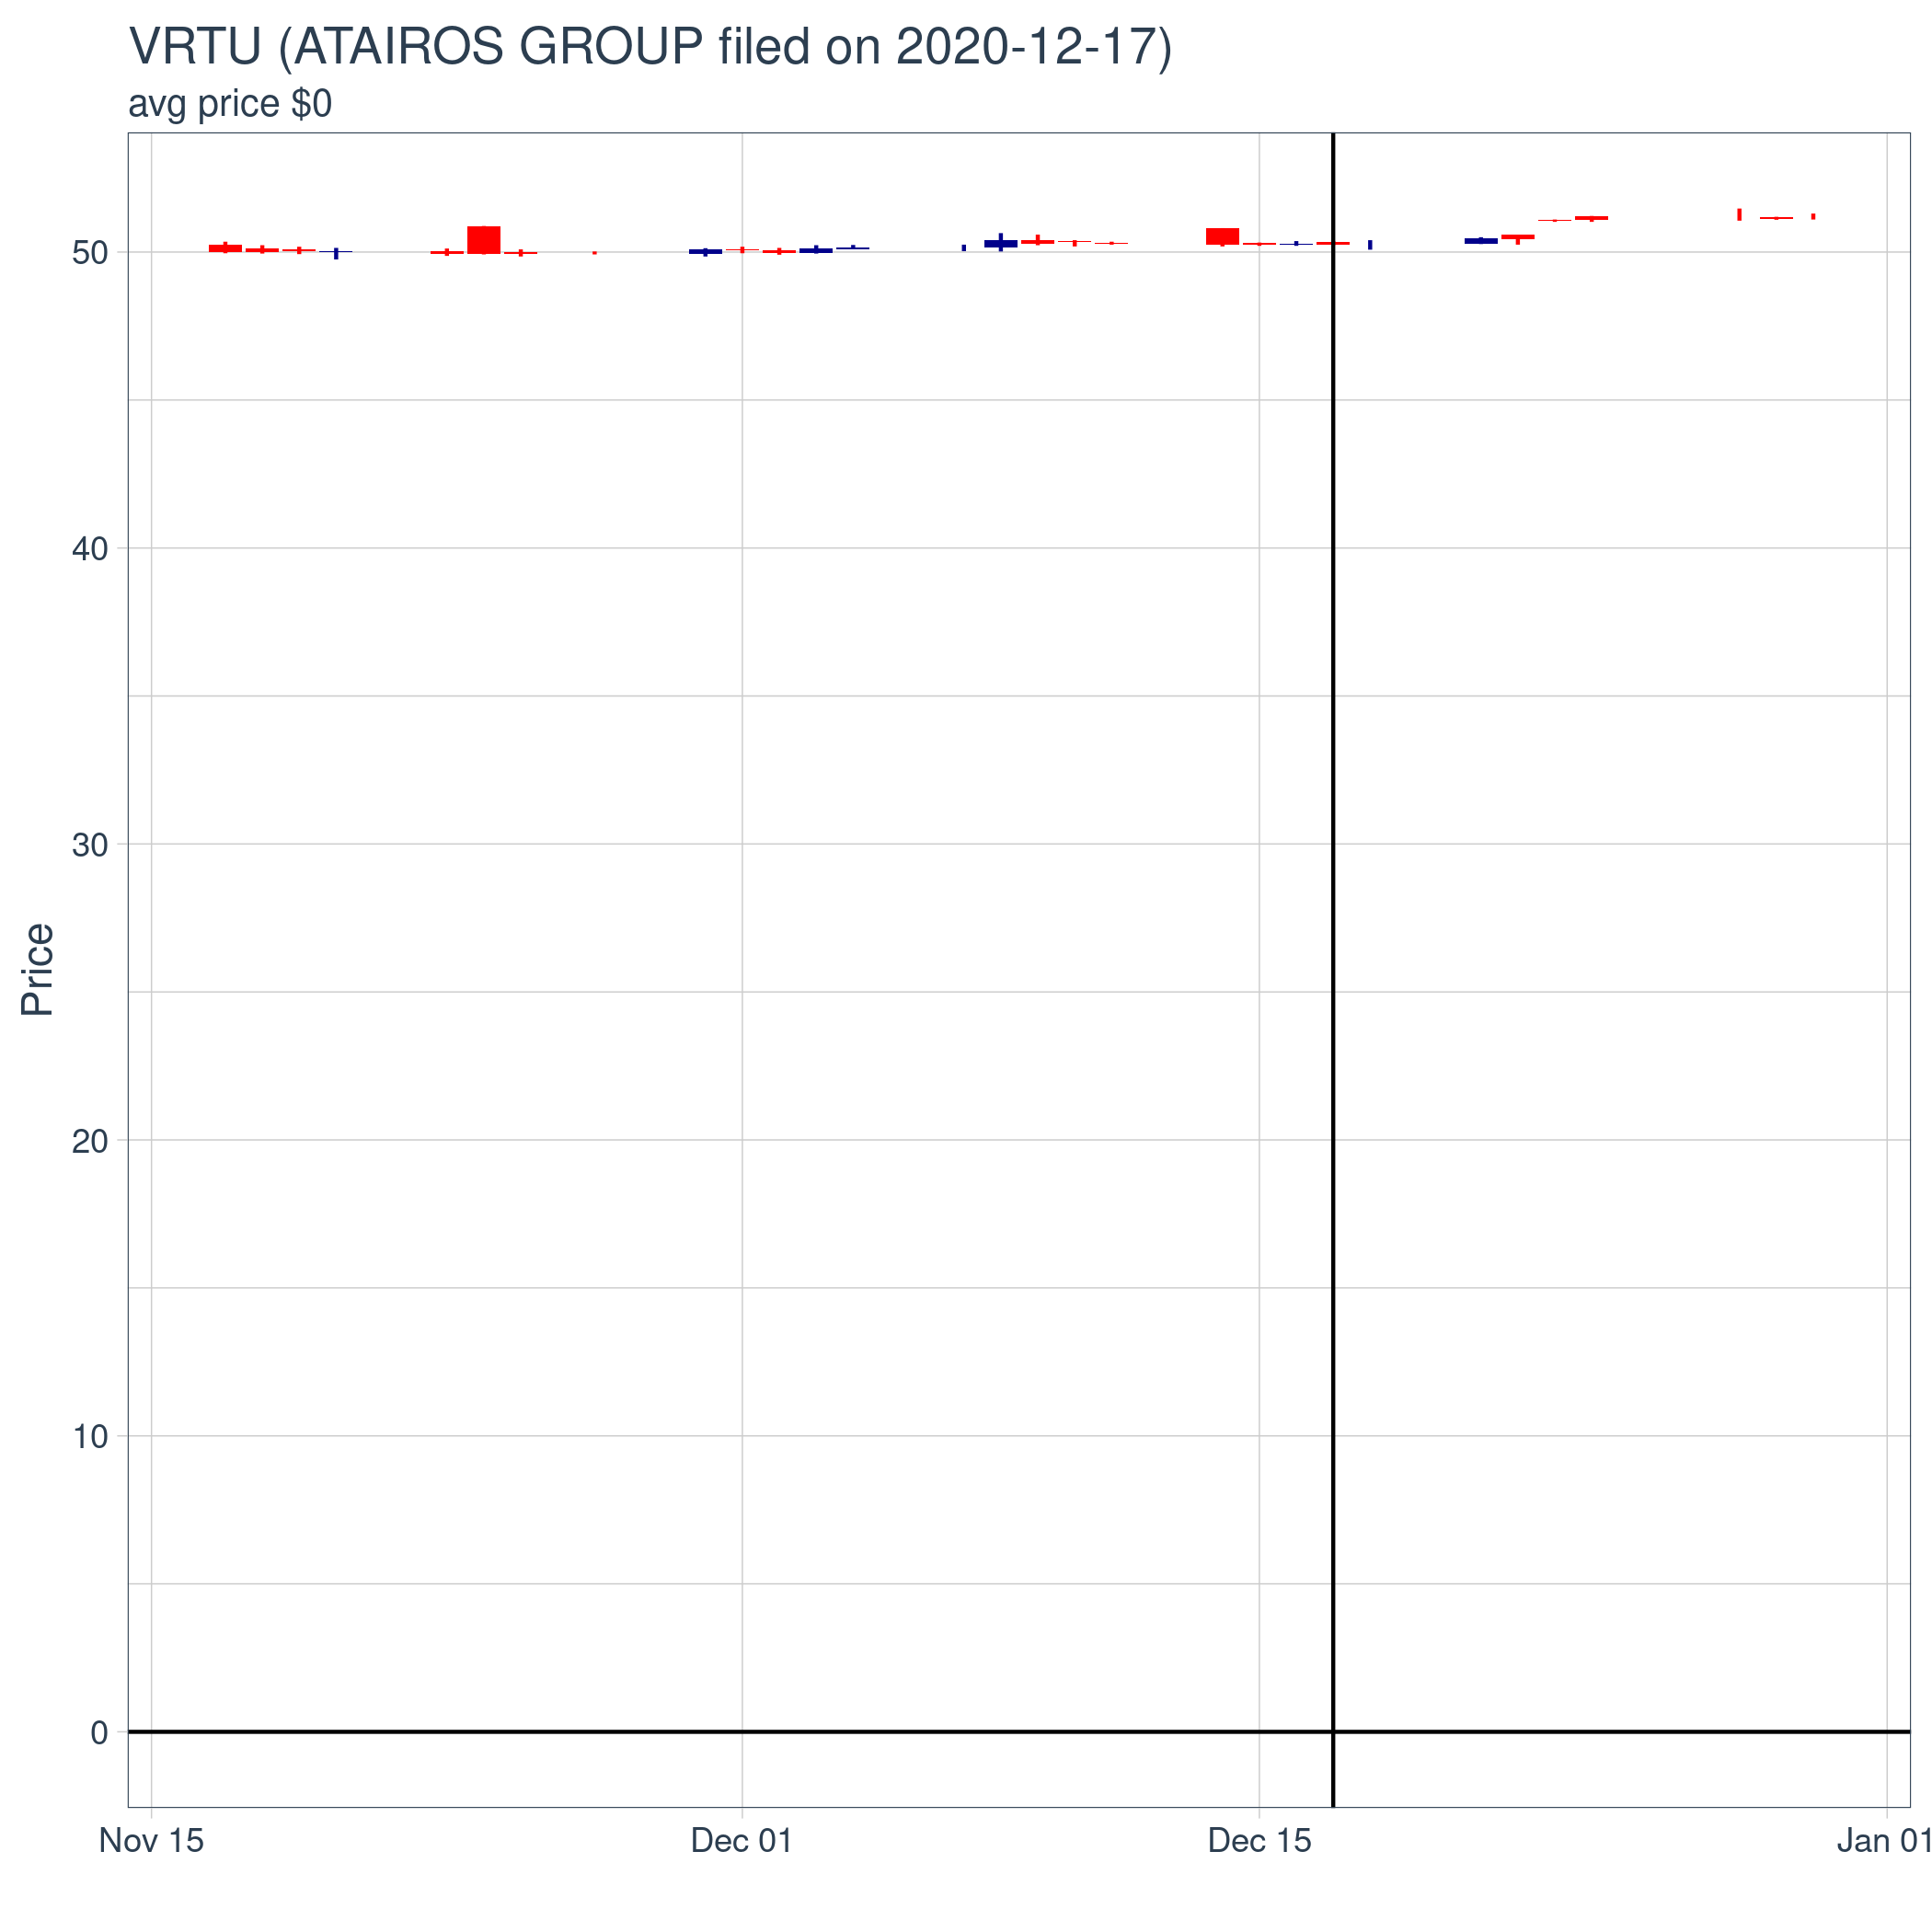 VRTU (ATAIROS GROUP filed on 2020-12-17)
avg price $0
Price
50
40
30
20
10
0
Nov 15
Dec 01
Dec 15
Jan 01